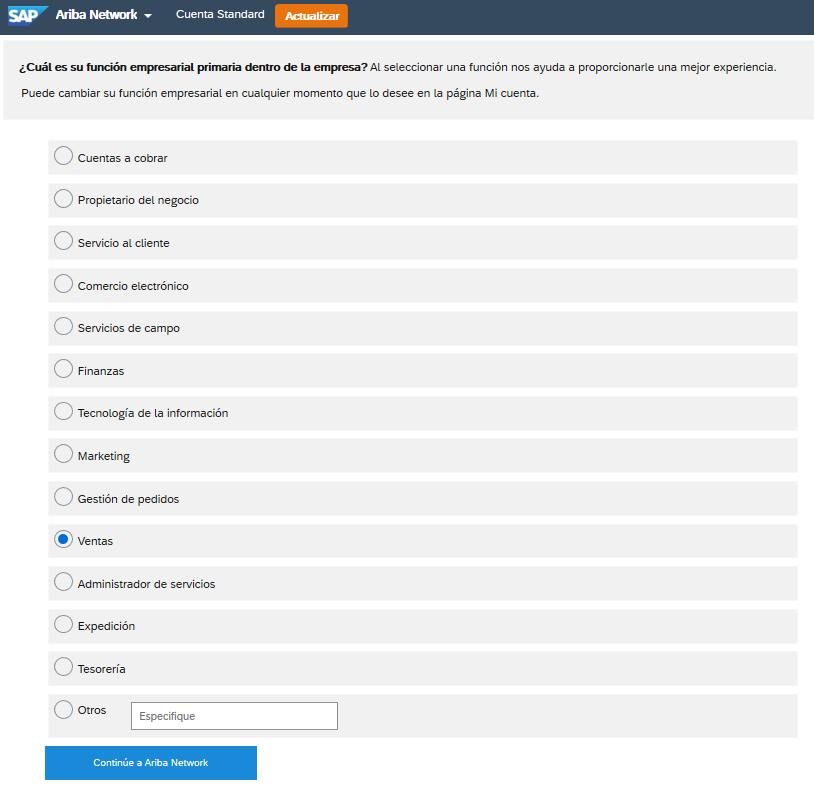 SAP Ariba Network Cuenta Standard Actualizar
¿Cuál es su función empresarial primaria dentro de la empresa? Al seleccionar una función nos ayuda a proporcionarle una mejor experiencia.
Puede cambiar su función empresarial en cualquier momento que lo desee en la página Mi cuenta.
Cuentas a cobrar
Propietario del negocio
Servicio al cliente
Comercio electrónico
Servicios de campo
Finanzas
Tecnología de la información
Marketing
Gestión de pedidos
Ventas
Administrador de servicios
Expedición
Tesorería
Otros Especifique
Continúe a Ariba Network